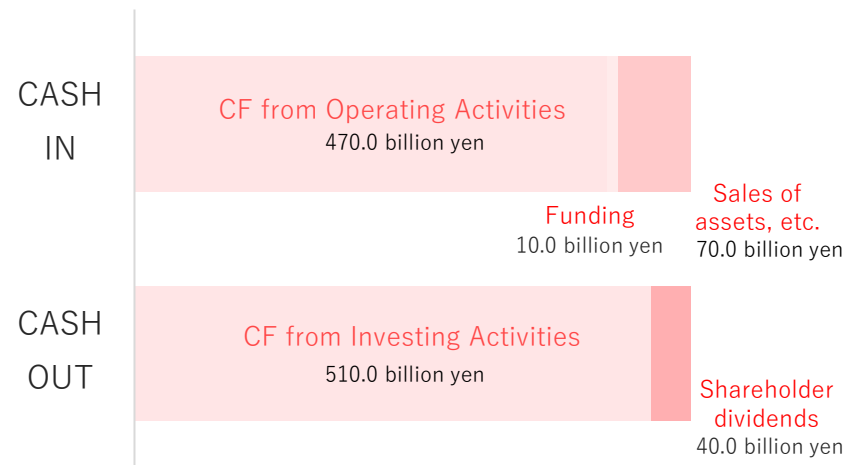 CASH
IN
CF from Operating Activities
470.0 billion yen
Funding
10.0 billion yen
Sales of
assets, etc.
70.0 billion yen
CASH
OUT
CF from Investing Activities
510.0 billion yen
Shareholder
dividends
40.0 billion yen